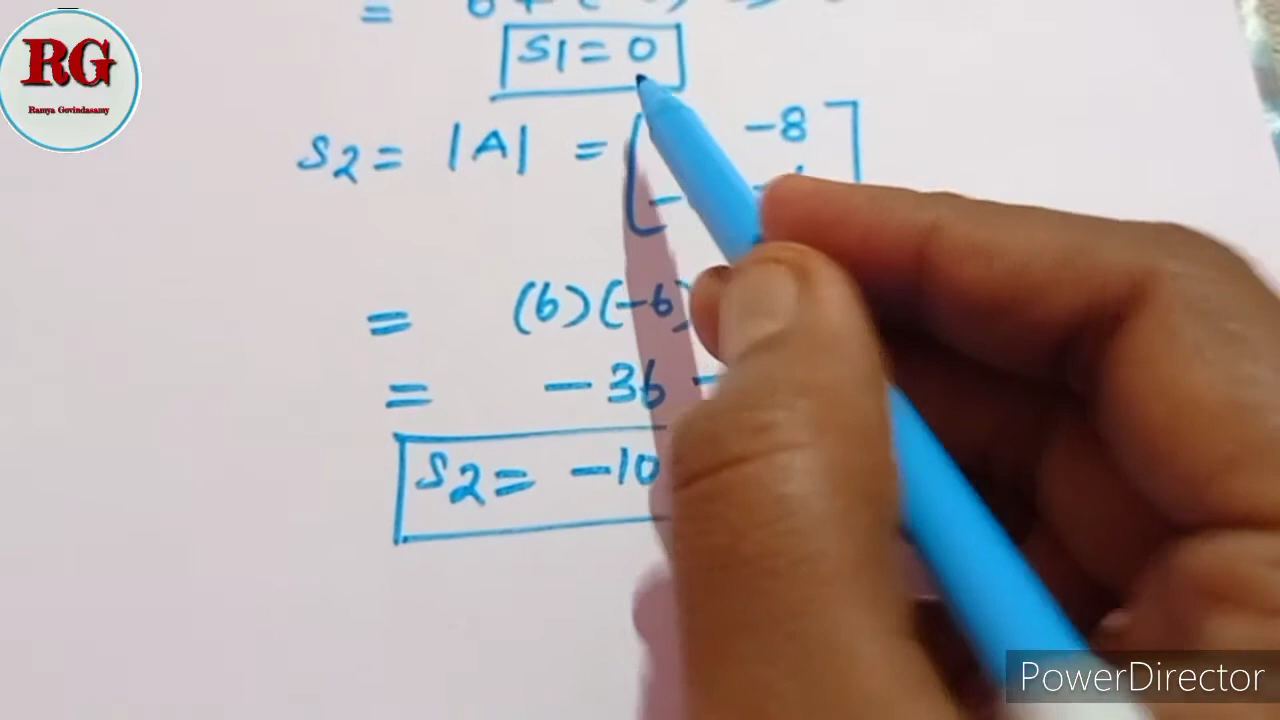 RG
Ramya Govindasamy
=
S1 = 0
S2 = |A| = [ -8 ]
-
= (6)(-6)
= -36 -
S2 = -10
PowerDirector